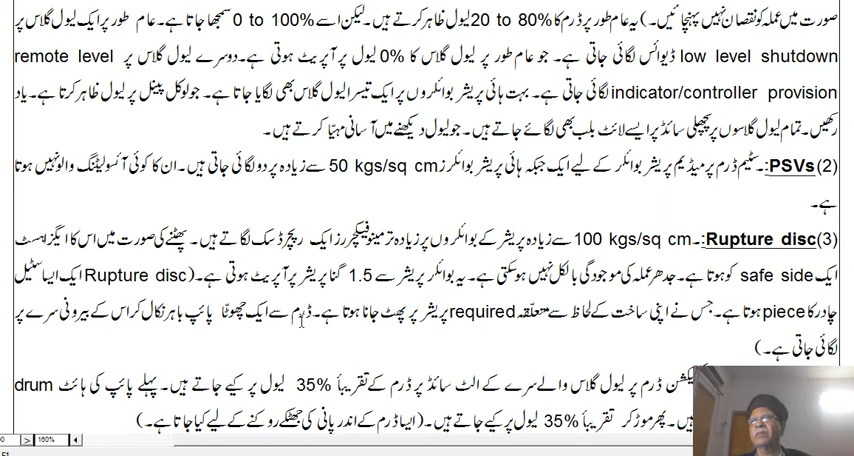 صورت میں عملہ کو نقصان نہیں پہنچائیں۔) یہ عام طور پر ڈرم کا 20 to 80% لیول ظاہر کرتے ہیں۔ لیکن اسے 0 to 100% سمجھا جاتا ہے۔ عام طور پر ایک لیول گلاس پر
low level shutdown ڈیوائس لگائی جاتی ہے۔ جو عام طور پر لیول گلاس کا 0% لیول پر آپریٹ ہوتی ہے۔ دوسرے لیول گلاس پر remote level
indicator/controller provision لگائی جاتی ہے۔ بہت ہائی پریشر بوائلروں پر ایک تیسرا لیول گلاس بھی لگایا جاتا ہے۔ جو لوکل پینل پر لیول ظاہر کرتا ہے۔ یاد
رکھیں۔ تمام لیول گلاسوں پر پچھلی سائڈ پر ایسے لائٹ بلب بھی لگائے جاتے ہیں۔ جو لیول دیکھنے میں آسانی مہیّا کرتے ہیں۔
(2) PSVs:۔ سٹیم ڈرم پر میڈیم پریشر بوائلر کے لیے ایک جبکہ ہائی پریشر بوائلرز 50 kgs/sq cm سے زیادہ پر دو لگائی جاتی ہیں۔ ان کا کوئی آئسولیٹنگ والو نہیں ہوتا
ہے۔
(3) Rupture disc:۔ 100 kgs/sq cm سے زیادہ پریشر کے بوائلروں پر زیادہ تر مینوفیکچررز ایک رپچر ڈسک لگاتے ہیں۔ پھٹنے کی صورت میں اس کا ایگزاہسٹ
ایک safe side کو ہوتا ہے۔ جدھر عملہ کی موجودگی بالکل نہیں ہو سکتی ہے۔ یہ بوائلر پریشر سے 1.5 گنا پریشر پر آپریٹ ہوتی ہے۔ (Rupture disc ایک ایسا سٹیل
چادر کا piece ہوتا ہے۔ جس نے اپنی ساخت کے لحاظ سے متعلّقہ required پریشر پر پھٹ جانا ہوتا ہے۔ ڈرم سے ایک چھوٹا پائپ باہر نکال کر اس کے بیرونی سرے پر
لگائی جاتی ہے۔)
کنیکشن ڈرم پر لیول گلاس والے سرے کے الٹ سائڈ پر ڈرم کے تقریباً 35% لیول پر کیے جاتے ہیں۔ پہلے پائپ کی ہائٹ drum
ہیں۔ پھر موڑ کر تقریباً 35% لیول پر کیے جاتے ہیں۔ (ایسا ڈرم کے اندر پانی کی جھٹکے روکنے کے لیے کیا جاتا ہے۔)
160%